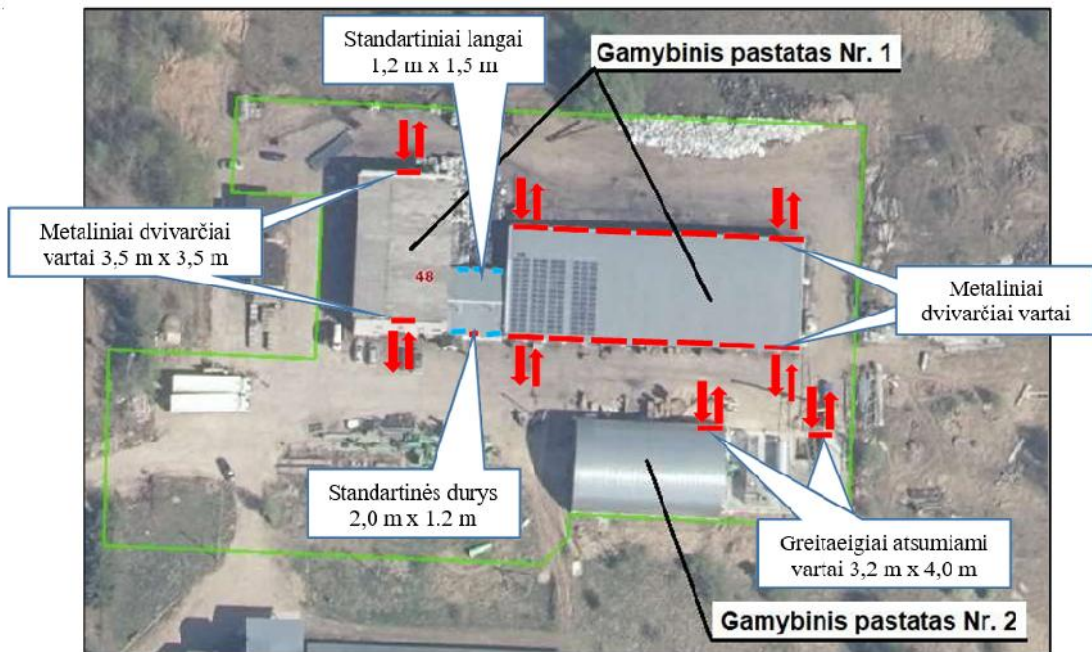 Standartiniai langai
1,2 m x 1,5 m
Gamybinis pastatas Nr. 1
Metaliniai dvivarčiai
vartai 3,5 m x 3,5 m
48
Metaliniai
dvivarčiai vartai
Standartinės durys
2,0 m x 1.2 m
Greitaeigiai atsumiami
vartai 3,2 m x 4,0 m
Gamybinis pastatas Nr. 2